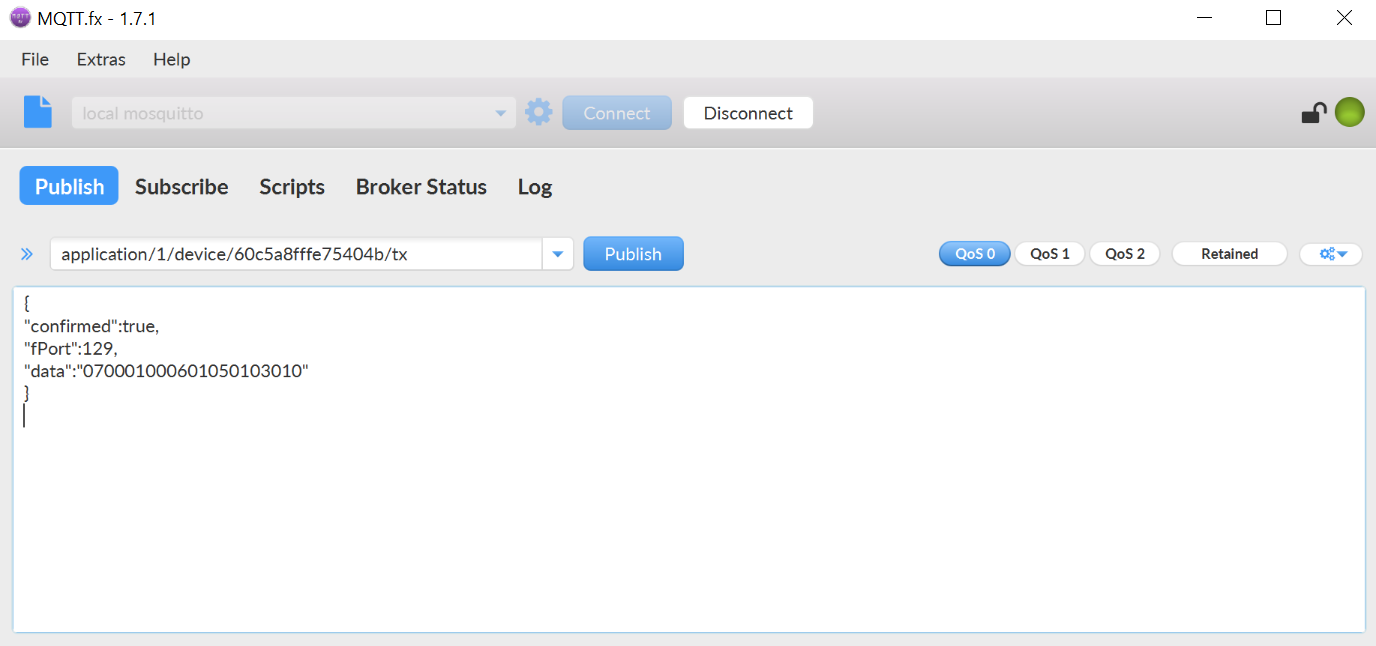 MQTT.fx - 1.7.1
File Extras Help
local mosquitto Connect Disconnect
Publish Subscribe Scripts Broker Status Log
application/1/device/60c5a8fffe75404b/tx Publish QoS 0 QoS 1 QoS 2 Retained
{
"confirmed":true,
"fPort":129,
"data":"070001000601050103010"
}